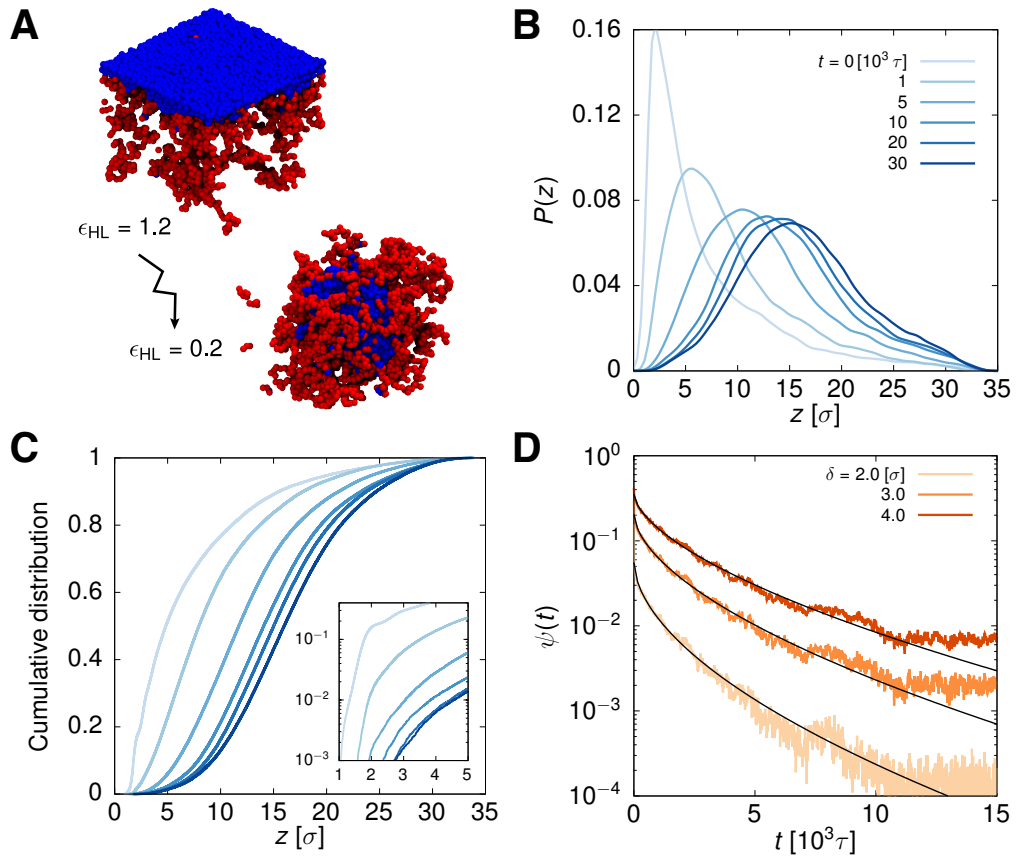 A
ϵHL = 1.2
ϵHL = 0.2
B
P(z)
0.16
0.12
0.08
0.04
0
t = 0 [10³ τ]
1
5
10
20
30
0 5 10 15 20 25 30 35
z [σ]
C
Cumulative distribution
1
0.8
0.6
0.4
0.2
0
10⁻¹
10⁻²
10⁻³
1 2 3 4 5
0 5 10 15 20 25 30 35
z [σ]
D
ψ(t)
10⁰
10⁻¹
10⁻²
10⁻³
10⁻⁴
δ = 2.0 [σ]
3.0
4.0
0 5 10 15
t [10³τ]